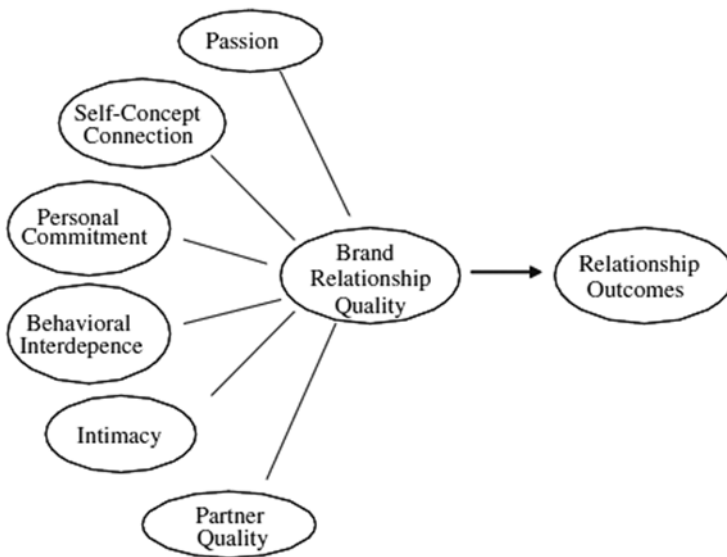 Passion
Self-Concept
Connection
Personal
Commitment
Behavioral
Interdepence
Intimacy
Partner
Quality
Brand
Relationship
Quality
Relationship
Outcomes